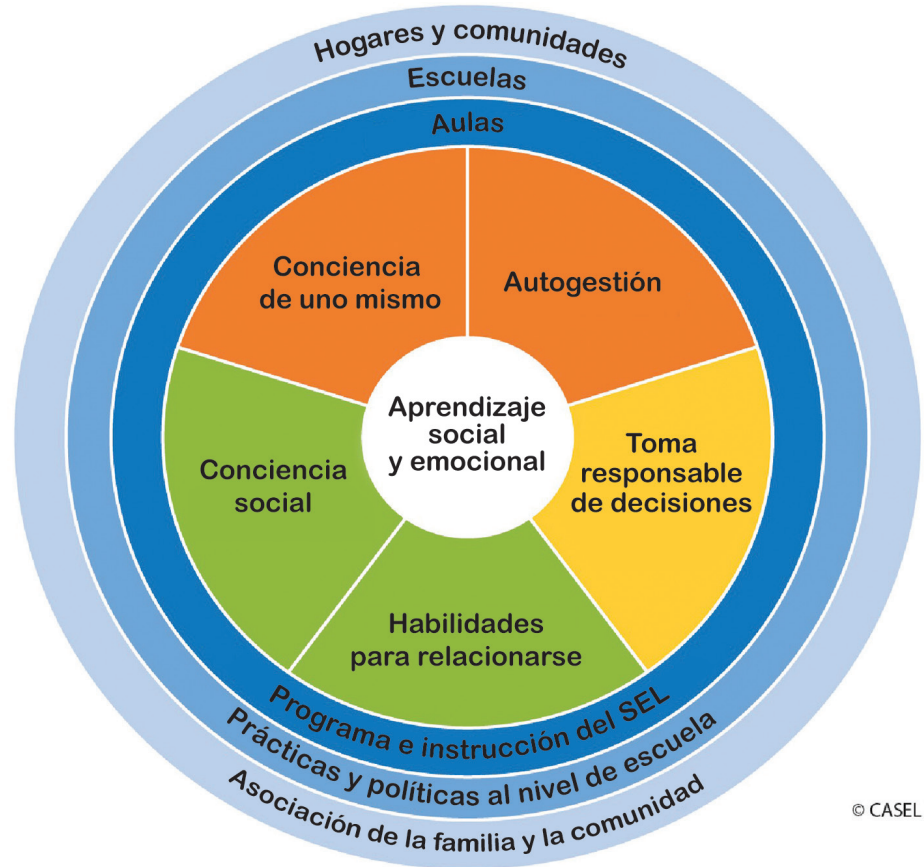 Hogares y comunidades
Escuelas
Aulas
Conciencia
de uno mismo
Autogestión
Aprendizaje
social
y emocional
Conciencia
social
Toma
responsable
de decisiones
Habilidades
para relacionarse
Programa e instrucción del SEL
Prácticas y políticas al nivel de escuela
Asociación de la familia y la comunidad
© CASEL